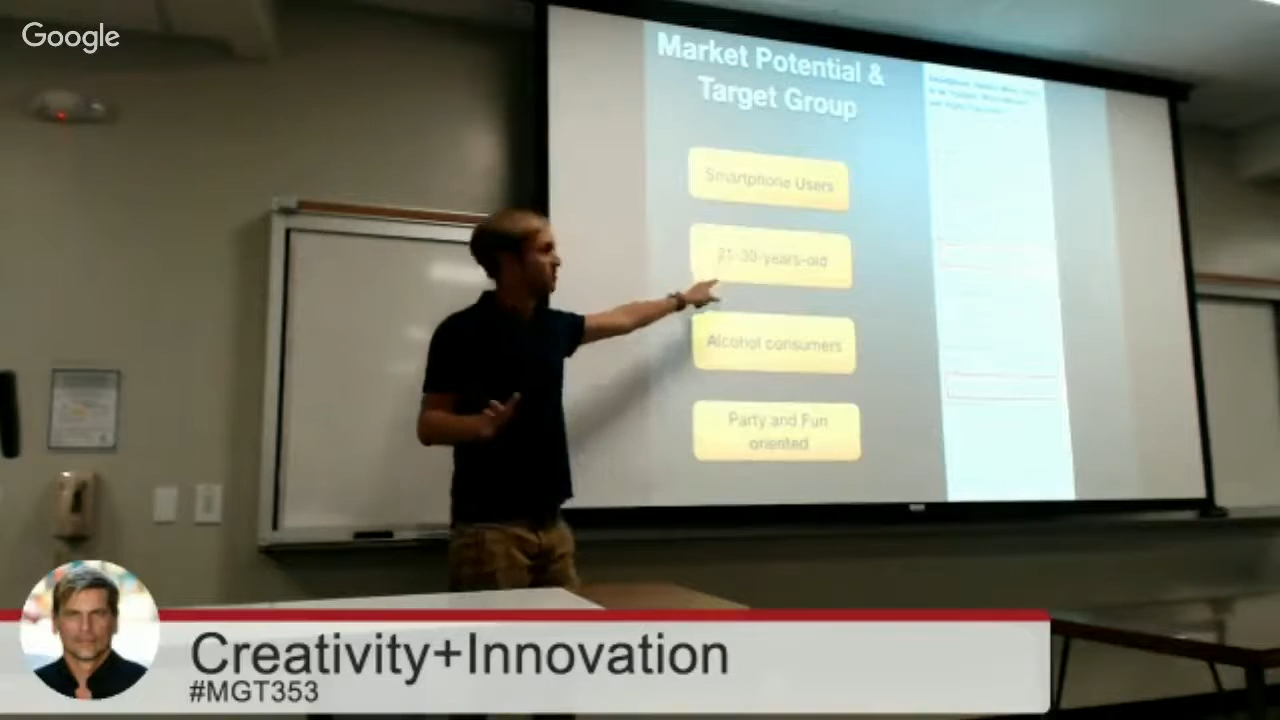 Google
Market Potential &
Target Group
Smartphone Users
21-30-years-old
Alcohol consumers
Party and Fun
oriented
Creativity+Innovation
#MGT353